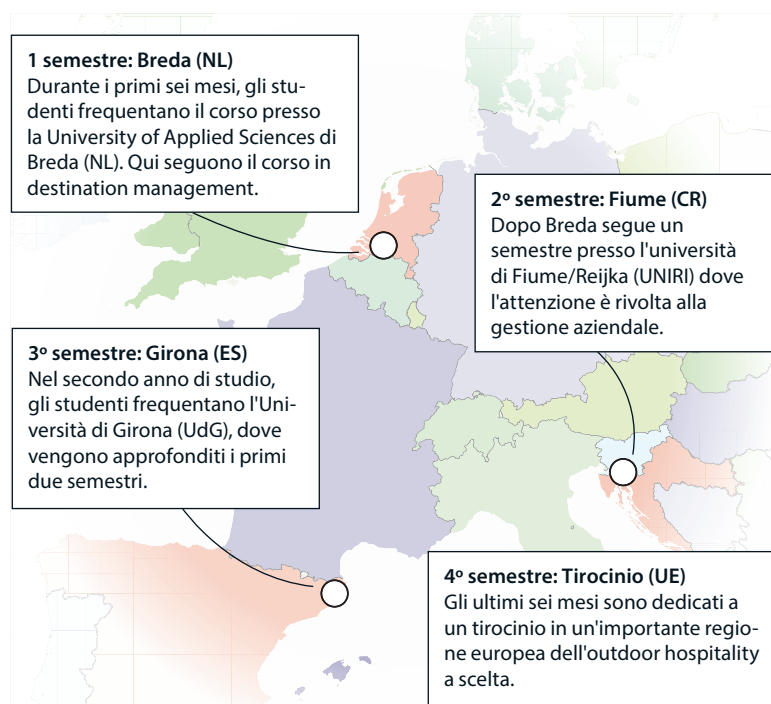 1 semestre: Breda (NL)
Durante i primi sei mesi, gli stu-
denti frequentano il corso presso
la University of Applied Sciences di
Breda (NL). Qui seguono il corso in
destination management.
2º semestre: Fiume (CR)
Dopo Breda segue un
semestre presso l'università
di Fiume/Reijka (UNIRI) dove
l'attenzione è rivolta alla
gestione aziendale.
3º semestre: Girona (ES)
Nel secondo anno di studio,
gli studenti frequentano l'Uni-
versità di Girona (UdG), dove
vengono approfonditi i primi
due semestri.
4º semestre: Tirocinio (UE)
Gli ultimi sei mesi sono dedicati a
un tirocinio in un'importante regio-
ne europea dell'outdoor hospitality
a scelta.